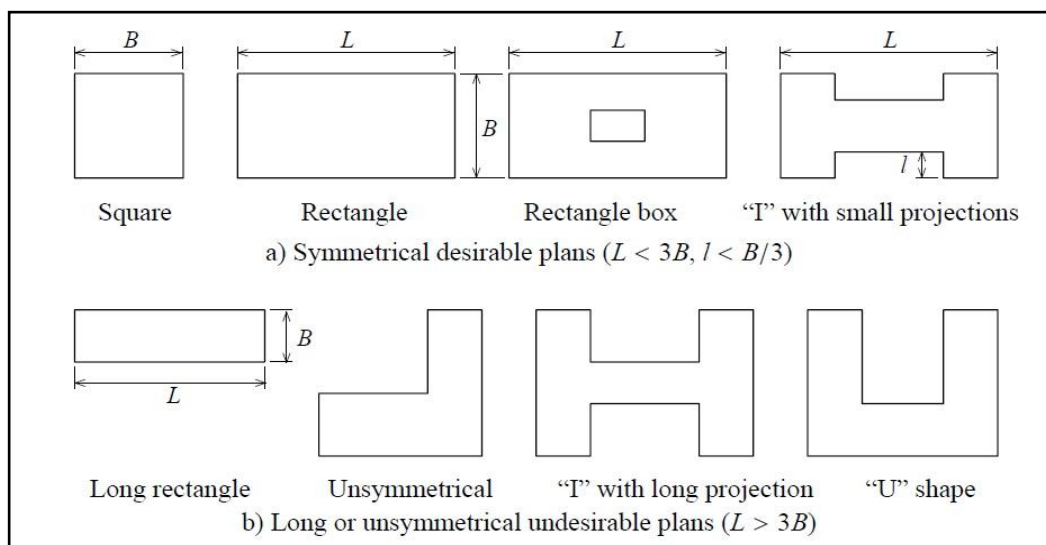 B
L
L
L
B
l
Square
Rectangle
Rectangle box
“I” with small projections
a) Symmetrical desirable plans (L < 3B, l < B/3)
B
L
Long rectangle
Unsymmetrical
“I” with long projection
“U” shape
b) Long or unsymmetrical undesirable plans (L > 3B)